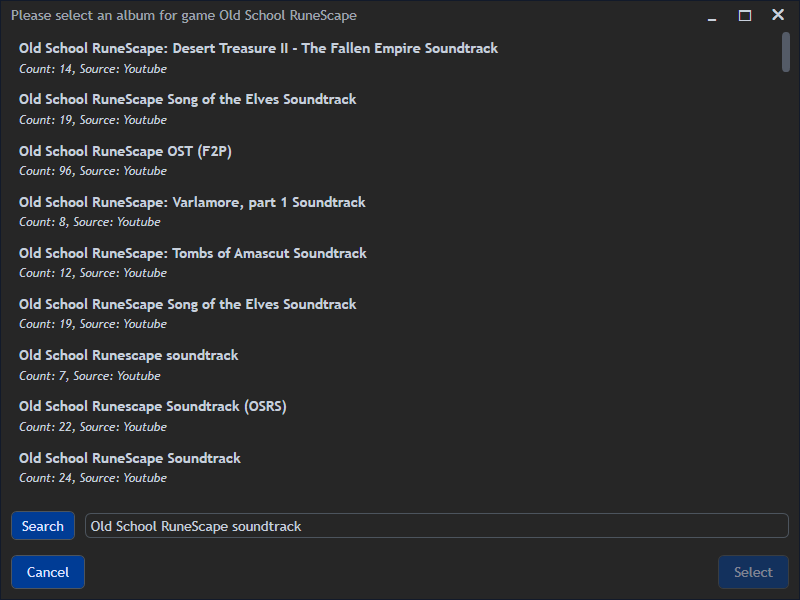 Please select an album for game Old School RuneScape
Old School RuneScape: Desert Treasure II - The Fallen Empire Soundtrack
Count: 14, Source: Youtube
Old School RuneScape Song of the Elves Soundtrack
Count: 19, Source: Youtube
Old School RuneScape OST (F2P)
Count: 96, Source: Youtube
Old School RuneScape: Varlamore, part 1 Soundtrack
Count: 8, Source: Youtube
Old School RuneScape: Tombs of Amascut Soundtrack
Count: 12, Source: Youtube
Old School RuneScape Song of the Elves Soundtrack
Count: 19, Source: Youtube
Old School Runescape soundtrack
Count: 7, Source: Youtube
Old School Runescape Soundtrack (OSRS)
Count: 22, Source: Youtube
Old School RuneScape Soundtrack
Count: 24, Source: Youtube
Search
Old School RuneScape soundtrack
Cancel
Select